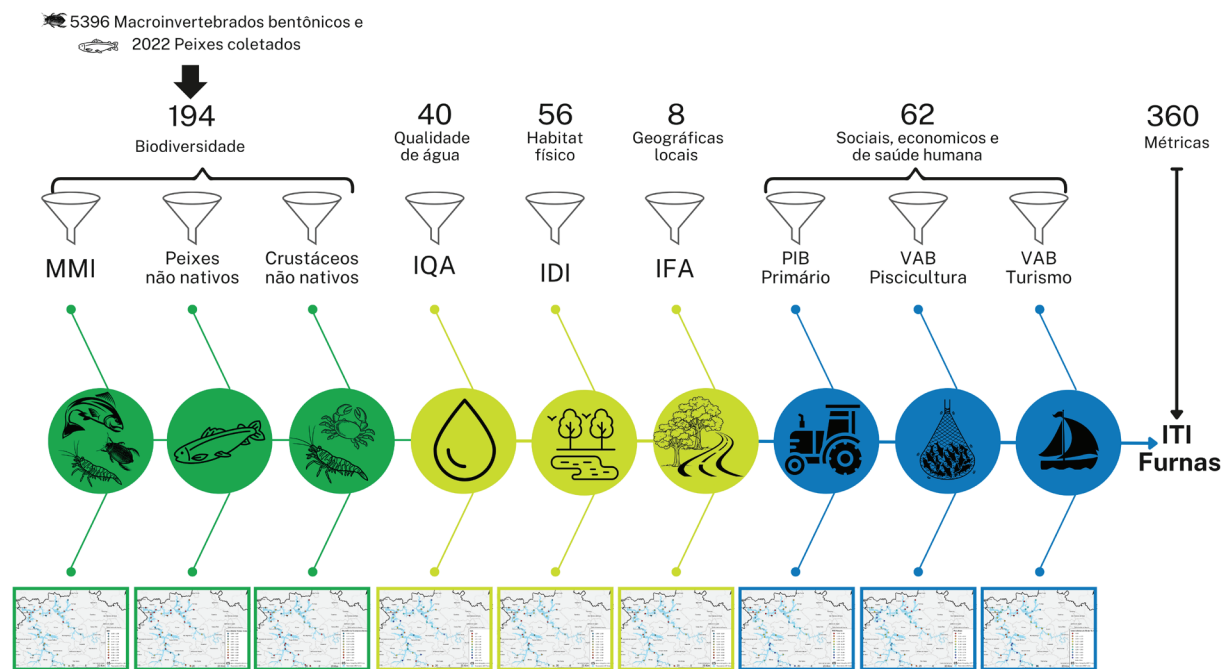 5396 Macroinvertebrados bentônicos e
2022 Peixes coletados
194
Biodiversidade
40
Qualidade
de água
56
Habitat
físico
8
Geográficas
locais
62
Sociais, economicos e
de saúde humana
360
Métricas
MMI
Peixes
não nativos
Crustáceos
não nativos
IQA
IDI
IFA
PIB
Primário
VAB
Piscicultura
VAB
Turismo
ITI
Furnas